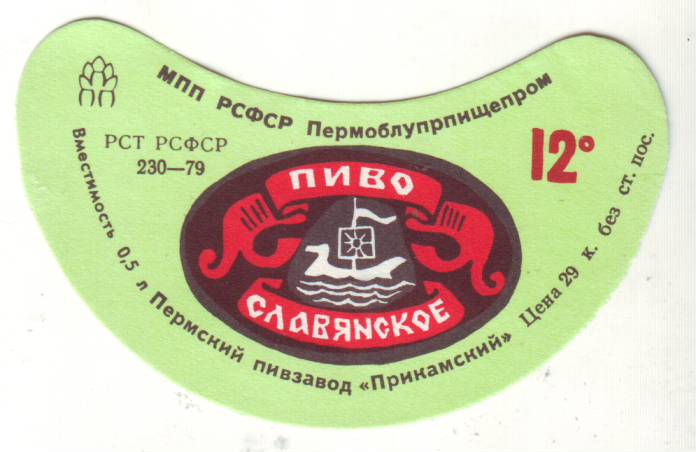 МПП РСФСР Пермоблупрпищепром
РСТ РСФСР
230—79
12°
ПИВО
СЛАВЯНСКОЕ
Вместимость 0,5 л Пермский пивзавод «Прикамский» Цена 29 к. без ст. пос.